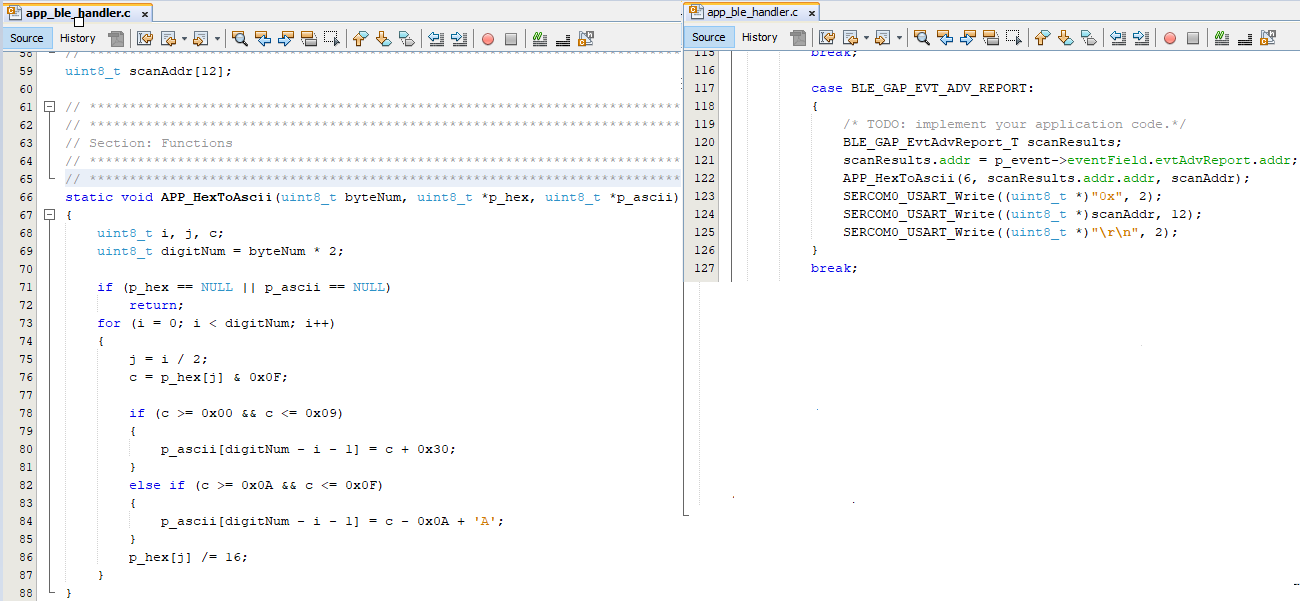 app_ble_handler.c
Source History
58 //
59 uint8_t scanAddr[12];
60
61 // **************************************************************************
62 // **************************************************************************
63 // Section: Functions
64 // **************************************************************************
65 // **************************************************************************
66 static void APP_HexToAscii(uint8_t byteNum, uint8_t *p_hex, uint8_t *p_ascii)
67 {
68     uint8_t i, j, c;
69     uint8_t digitNum = byteNum * 2;
70
71     if (p_hex == NULL || p_ascii == NULL)
72         return;
73     for (i = 0; i < digitNum; i++)
74     {
75         j = i / 2;
76         c = p_hex[j] & 0x0F;
77
78         if (c >= 0x00 && c <= 0x09)
79         {
80             p_ascii[digitNum - i - 1] = c + 0x30;
81         }
82         else if (c >= 0x0A && c <= 0x0F)
83         {
84             p_ascii[digitNum - i - 1] = c - 0x0A + 'A';
85         }
86         p_hex[j] /= 16;
87     }
88 }
app_ble_handler.c
Source History
115 break;
116
117 case BLE_GAP_EVT_ADV_REPORT:
118 {
119     /* TODO: implement your application code.*/
120     BLE_GAP_EvtAdvReport_T scanResults;
121     scanResults.addr = p_event->eventField.evtAdvReport.addr;
122     APP_HexToAscii(6, scanResults.addr.addr, scanAddr);
123     SERCOM0_USART_Write((uint8_t *)"0x", 2);
124     SERCOM0_USART_Write((uint8_t *)scanAddr, 12);
125     SERCOM0_USART_Write((uint8_t *)"\r\n", 2);
126 }
127 break;